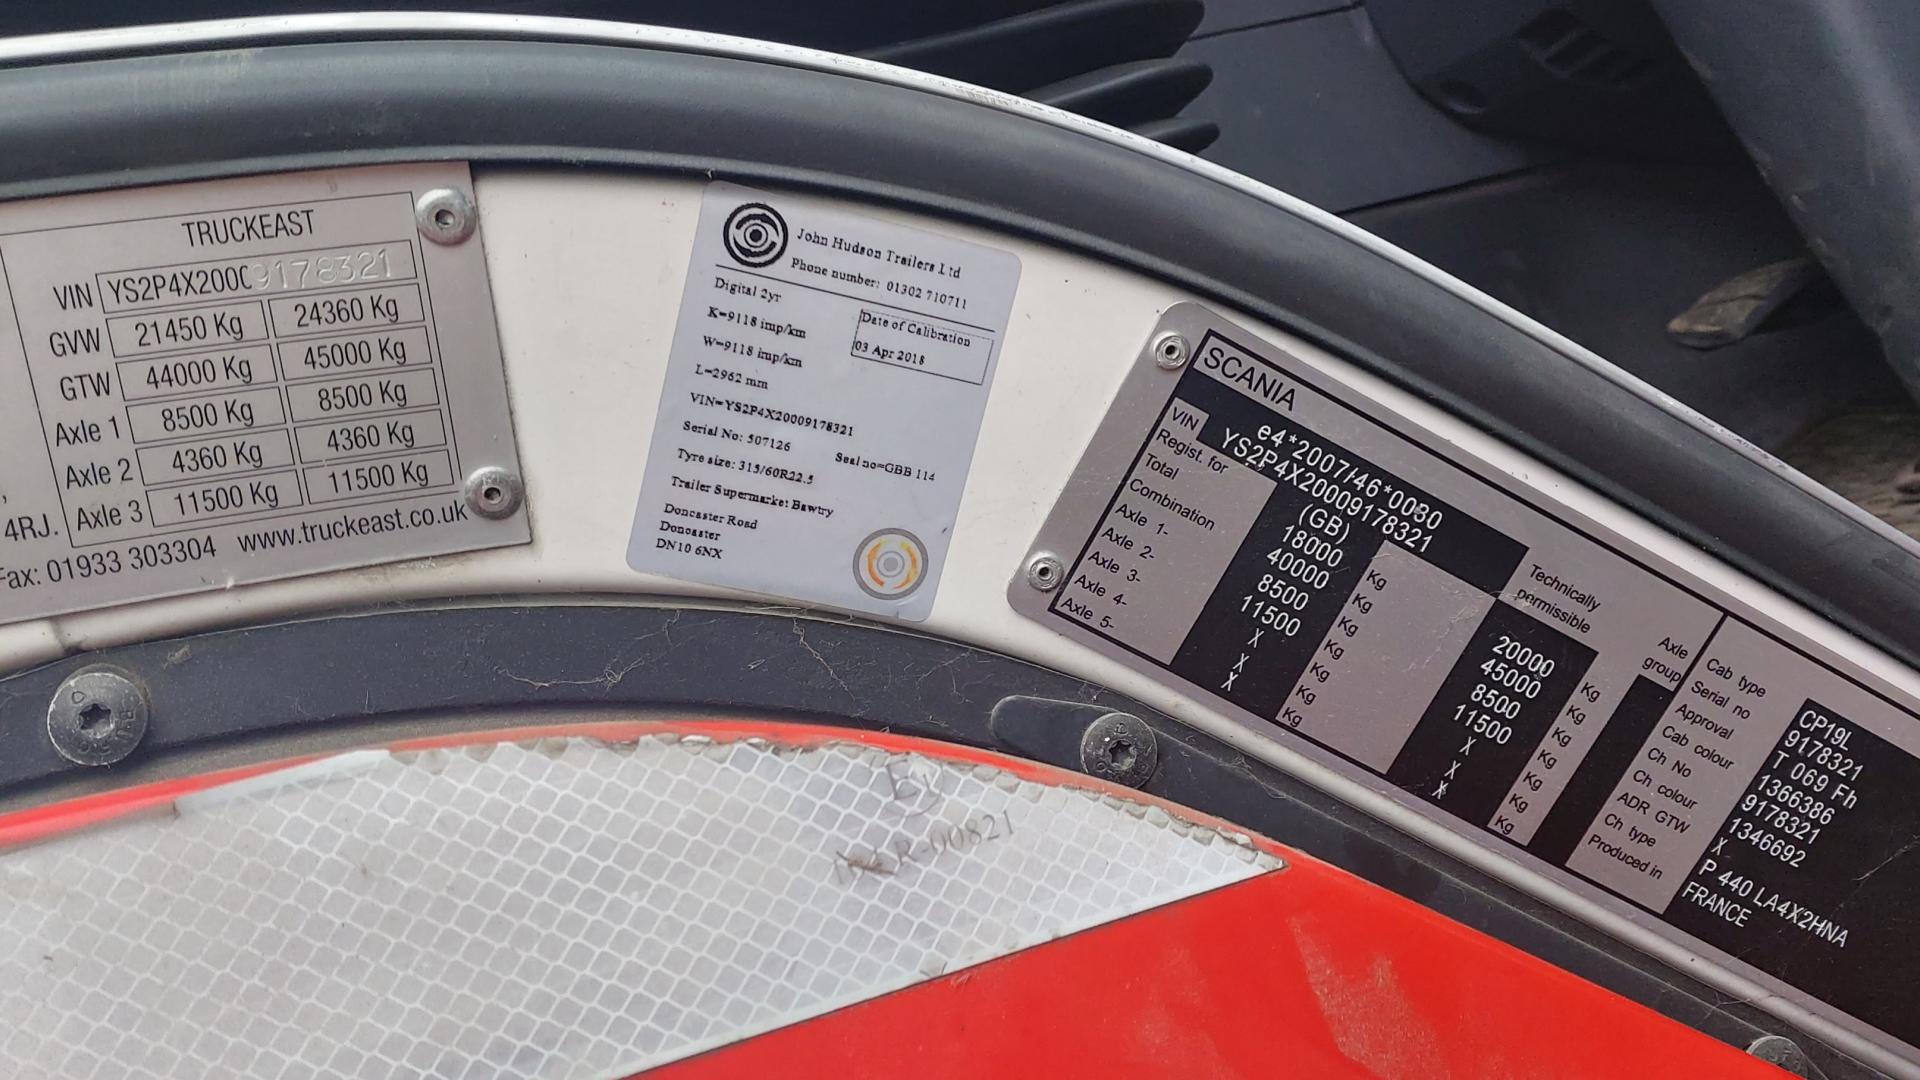 TRUCKEAST
VIN YS2P4X200C9178321
GVW 21450 Kg 24360 Kg
GTW 44000 Kg 45000 Kg
Axle 1 8500 Kg 8500 Kg
Axle 2 4360 Kg 4360 Kg
, Axle 3 11500 Kg 11500 Kg
4RJ.
Fax: 01933 303304 www.truckeast.co.uk
John Hudson Trailers Ltd
Phone number: 01302 710711
Digital 2yr
K=9118 imp/km
W=9118 imp/km
L=2962 mm
Date of Calibration
03 Apr 2018
VIN=YS2P4X20009178321
Serial No: 507126 Seal no=GBB 114
Tyre size: 315/60R22.5
Trailer Supermarket Bawtry
Doncaster Road
Doncaster
DN10 6NX
SCANIA
e4*2007/46*0030
VIN YS2P4X20009178321
Regist. for (GB) Technically permissible
Total 18000 Kg 20000 Kg
Combination 40000 Kg 45000 Kg
Axle 1- 8500 Kg 8500 Kg
Axle 2- 11500 Kg 11500 Kg
Axle 3- X Kg X Kg
Axle 4- X Kg X Kg
Axle 5- X Kg X Kg
Axle group
Cab type CP19L
Serial no 9178321
Approval T 069 Fh
Cab colour 1366386
Ch No 9178321
Ch colour 1346692
ADR GTW X
Ch type P 440 LA4X2HNA
Produced in FRANCE
R-00821